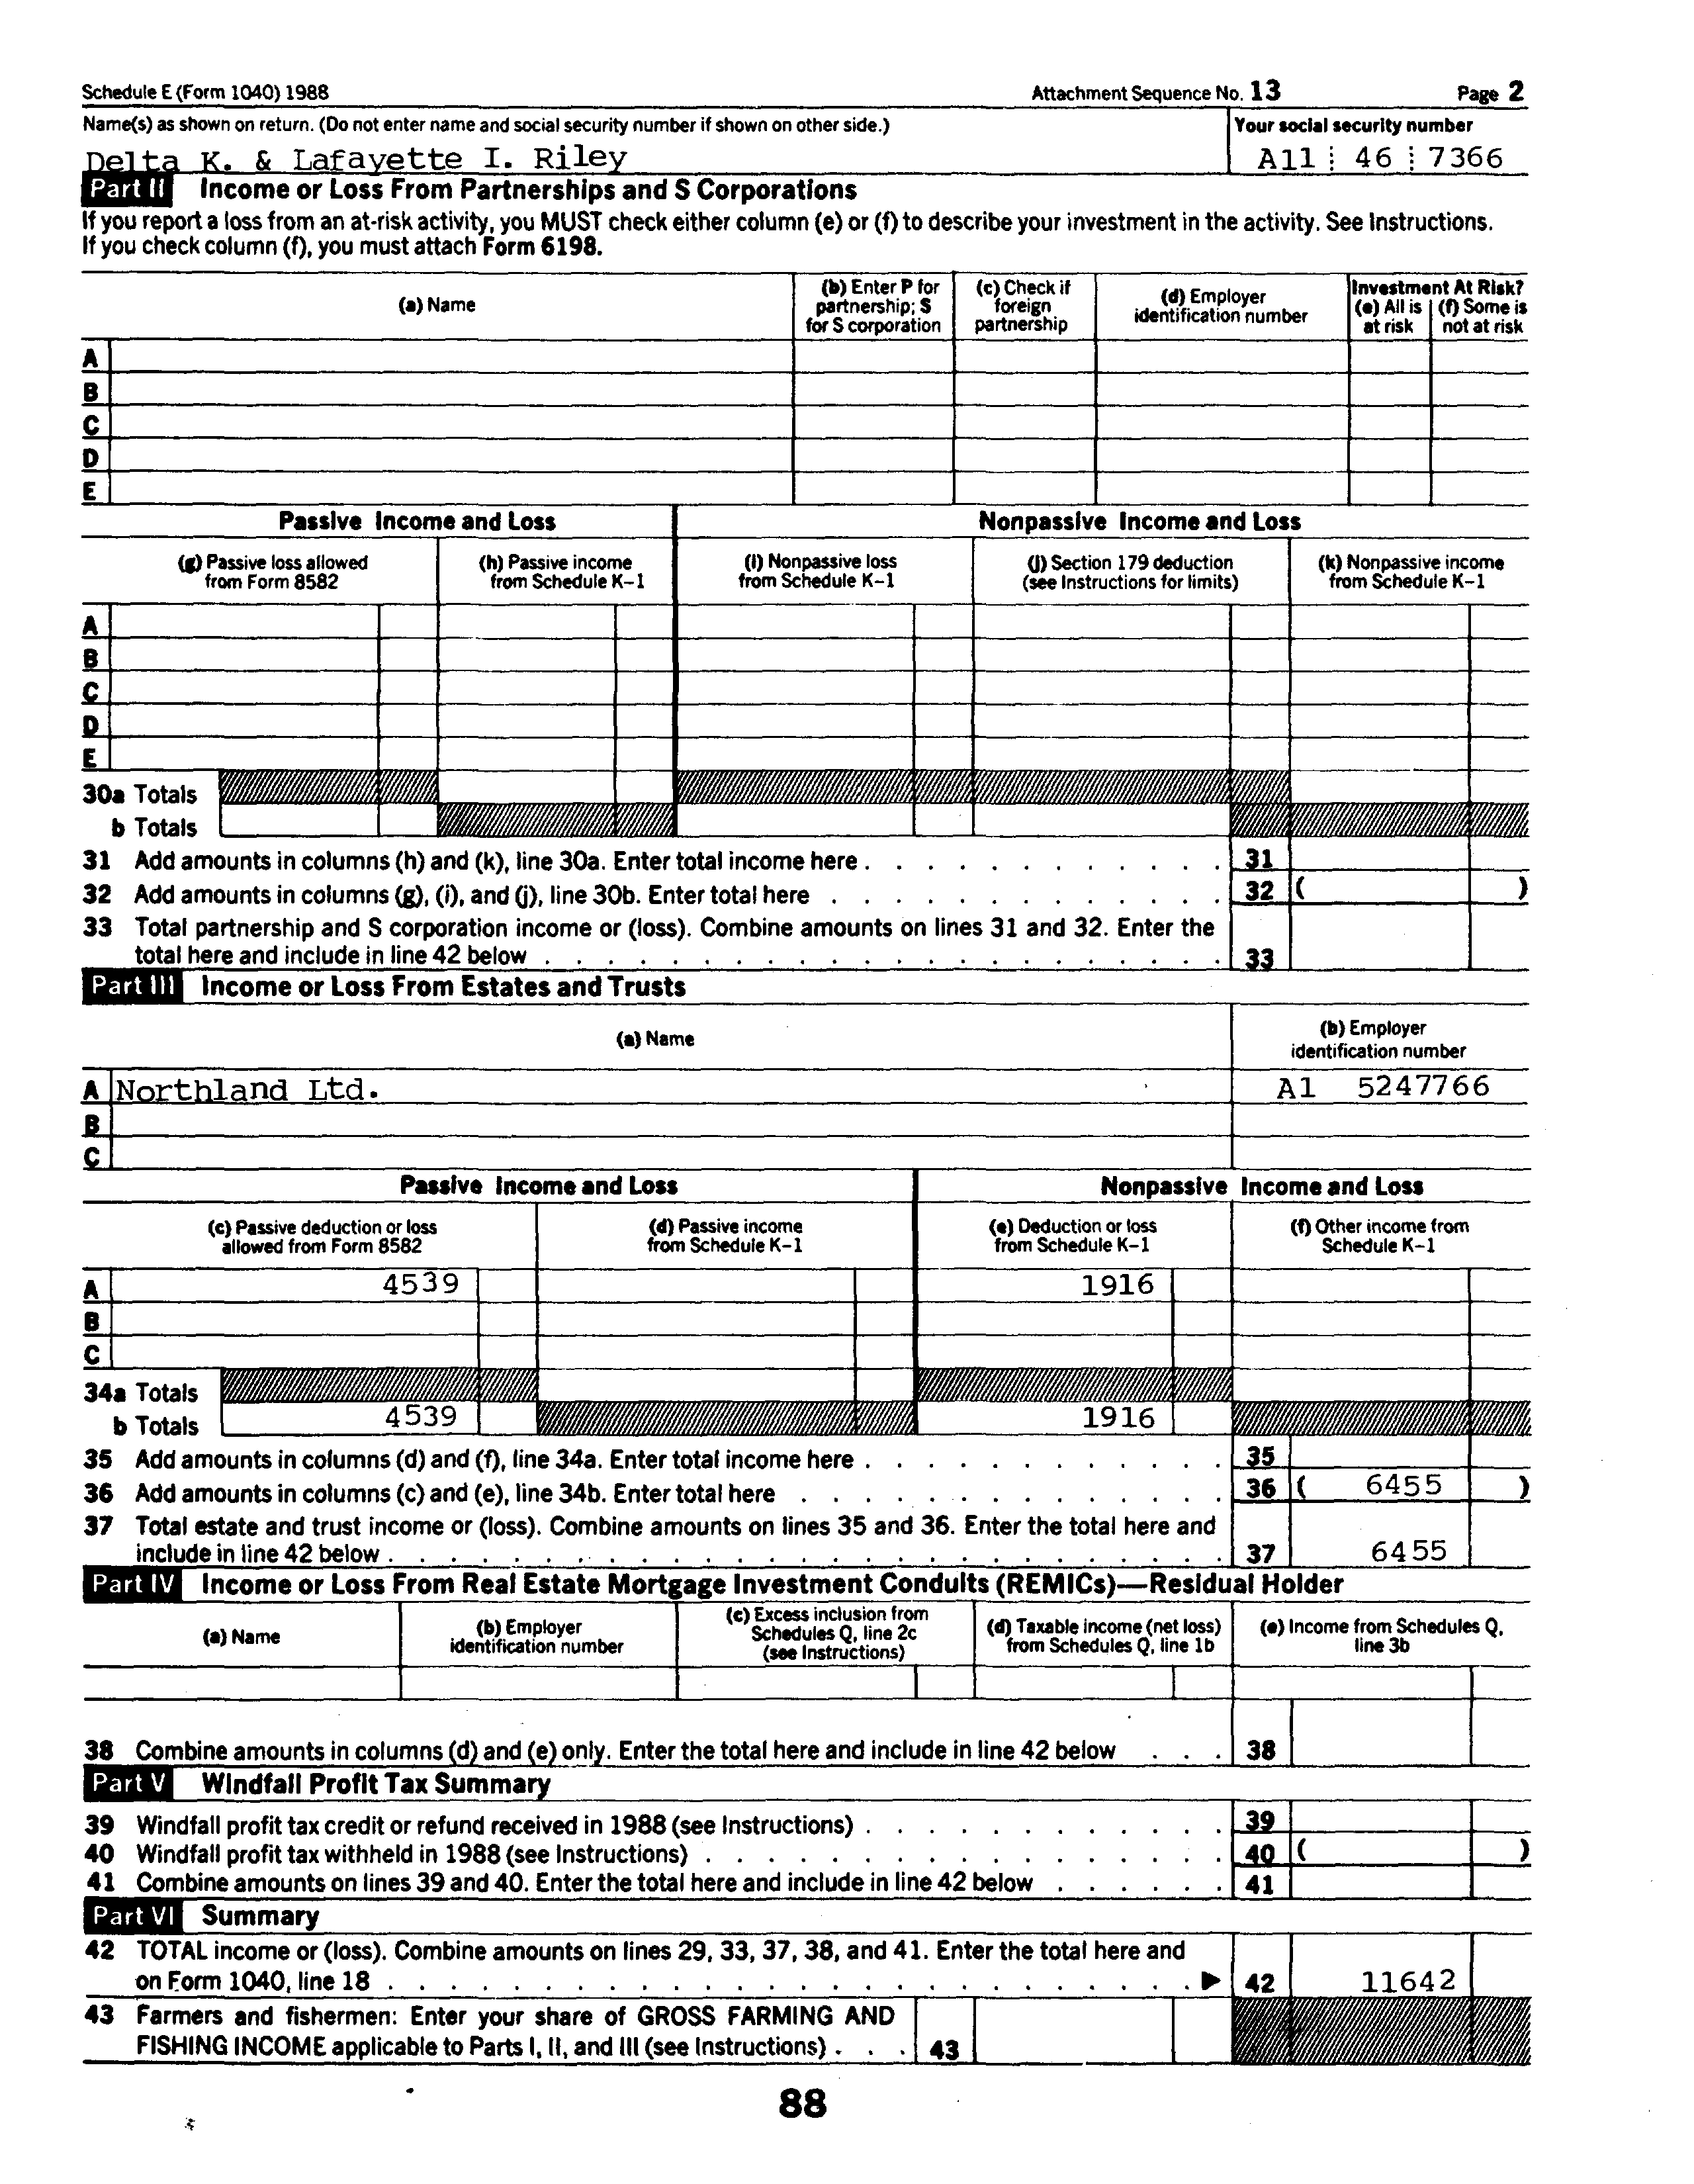 Schedule E (Form 1040) 1988 Attachment Sequence No. 13 Page 2
Name(s) as shown on return. (Do not enter name and social security number if shown on other side.) Your social security number
Delta K. & Lafayette I. Riley A11 46 7366
Part II Income or Loss From Partnerships and S Corporations
If you report a loss from an at-risk activity, you MUST check either column (e) or (f) to describe your investment in the activity. See Instructions.
If you check column (f), you must attach Form 6198.
(a) Name (b) Enter P for partnership; S for S corporation (c) Check if foreign partnership (d) Employer identification number Investment At Risk? (e) All is at risk (f) Some is not at risk
A
B
C
D
E
Passive Income and Loss Nonpassive Income and Loss
(g) Passive loss allowed from Form 8582 (h) Passive income from Schedule K-1 (i) Nonpassive loss from Schedule K-1 (j) Section 179 deduction (see Instructions for limits) (k) Nonpassive income from Schedule K-1
A
B
C
D
E
30a Totals
b Totals
31 Add amounts in columns (h) and (k), line 30a. Enter total income here . . . . . . . . . . . . 31
32 Add amounts in columns (g), (i), and (j), line 30b. Enter total here . . . . . . . . . . . . . 32 ( )
33 Total partnership and S corporation income or (loss). Combine amounts on lines 31 and 32. Enter the
total here and include in line 42 below . . . . . . . . . . . . . . . . . . . . . . 33
Part III Income or Loss From Estates and Trusts
(a) Name (b) Employer identification number
A Northland Ltd. A1 5247766
B
C
Passive Income and Loss Nonpassive Income and Loss
(c) Passive deduction or loss allowed from Form 8582 (d) Passive income from Schedule K-1 (e) Deduction or loss from Schedule K-1 (f) Other income from Schedule K-1
A 4539 1916
B
C
34a Totals
b Totals 4539 1916
35 Add amounts in columns (d) and (f), line 34a. Enter total income here . . . . . . . . . . . . 35
36 Add amounts in columns (c) and (e), line 34b. Enter total here . . . . . . . . . . . . . . 36 ( 6455 )
37 Total estate and trust income or (loss). Combine amounts on lines 35 and 36. Enter the total here and
include in line 42 below . . . . . . . . . . . . . . . . . . . . . . . . . . . 37 6455
Part IV Income or Loss From Real Estate Mortgage Investment Conduits (REMICs)—Residual Holder
(a) Name (b) Employer identification number (c) Excess inclusion from Schedules Q, line 2c (see Instructions) (d) Taxable income (net loss) from Schedules Q, line 1b (e) Income from Schedules Q, line 3b
38 Combine amounts in columns (d) and (e) only. Enter the total here and include in line 42 below . . . 38
Part V Windfall Profit Tax Summary
39 Windfall profit tax credit or refund received in 1988 (see Instructions) . . . . . . . . . . . . 39
40 Windfall profit tax withheld in 1988 (see Instructions) . . . . . . . . . . . . . . . . . 40 ( )
41 Combine amounts on lines 39 and 40. Enter the total here and include in line 42 below . . . . . . 41
Part VI Summary
42 TOTAL income or (loss). Combine amounts on lines 29, 33, 37, 38, and 41. Enter the total here and
on Form 1040, line 18 . . . . . . . . . . . . . . . . . . . . . . . . . . ▶ 42 11642
43 Farmers and fishermen: Enter your share of GROSS FARMING AND
FISHING INCOME applicable to Parts I, II, and III (see Instructions) . . . 43
88